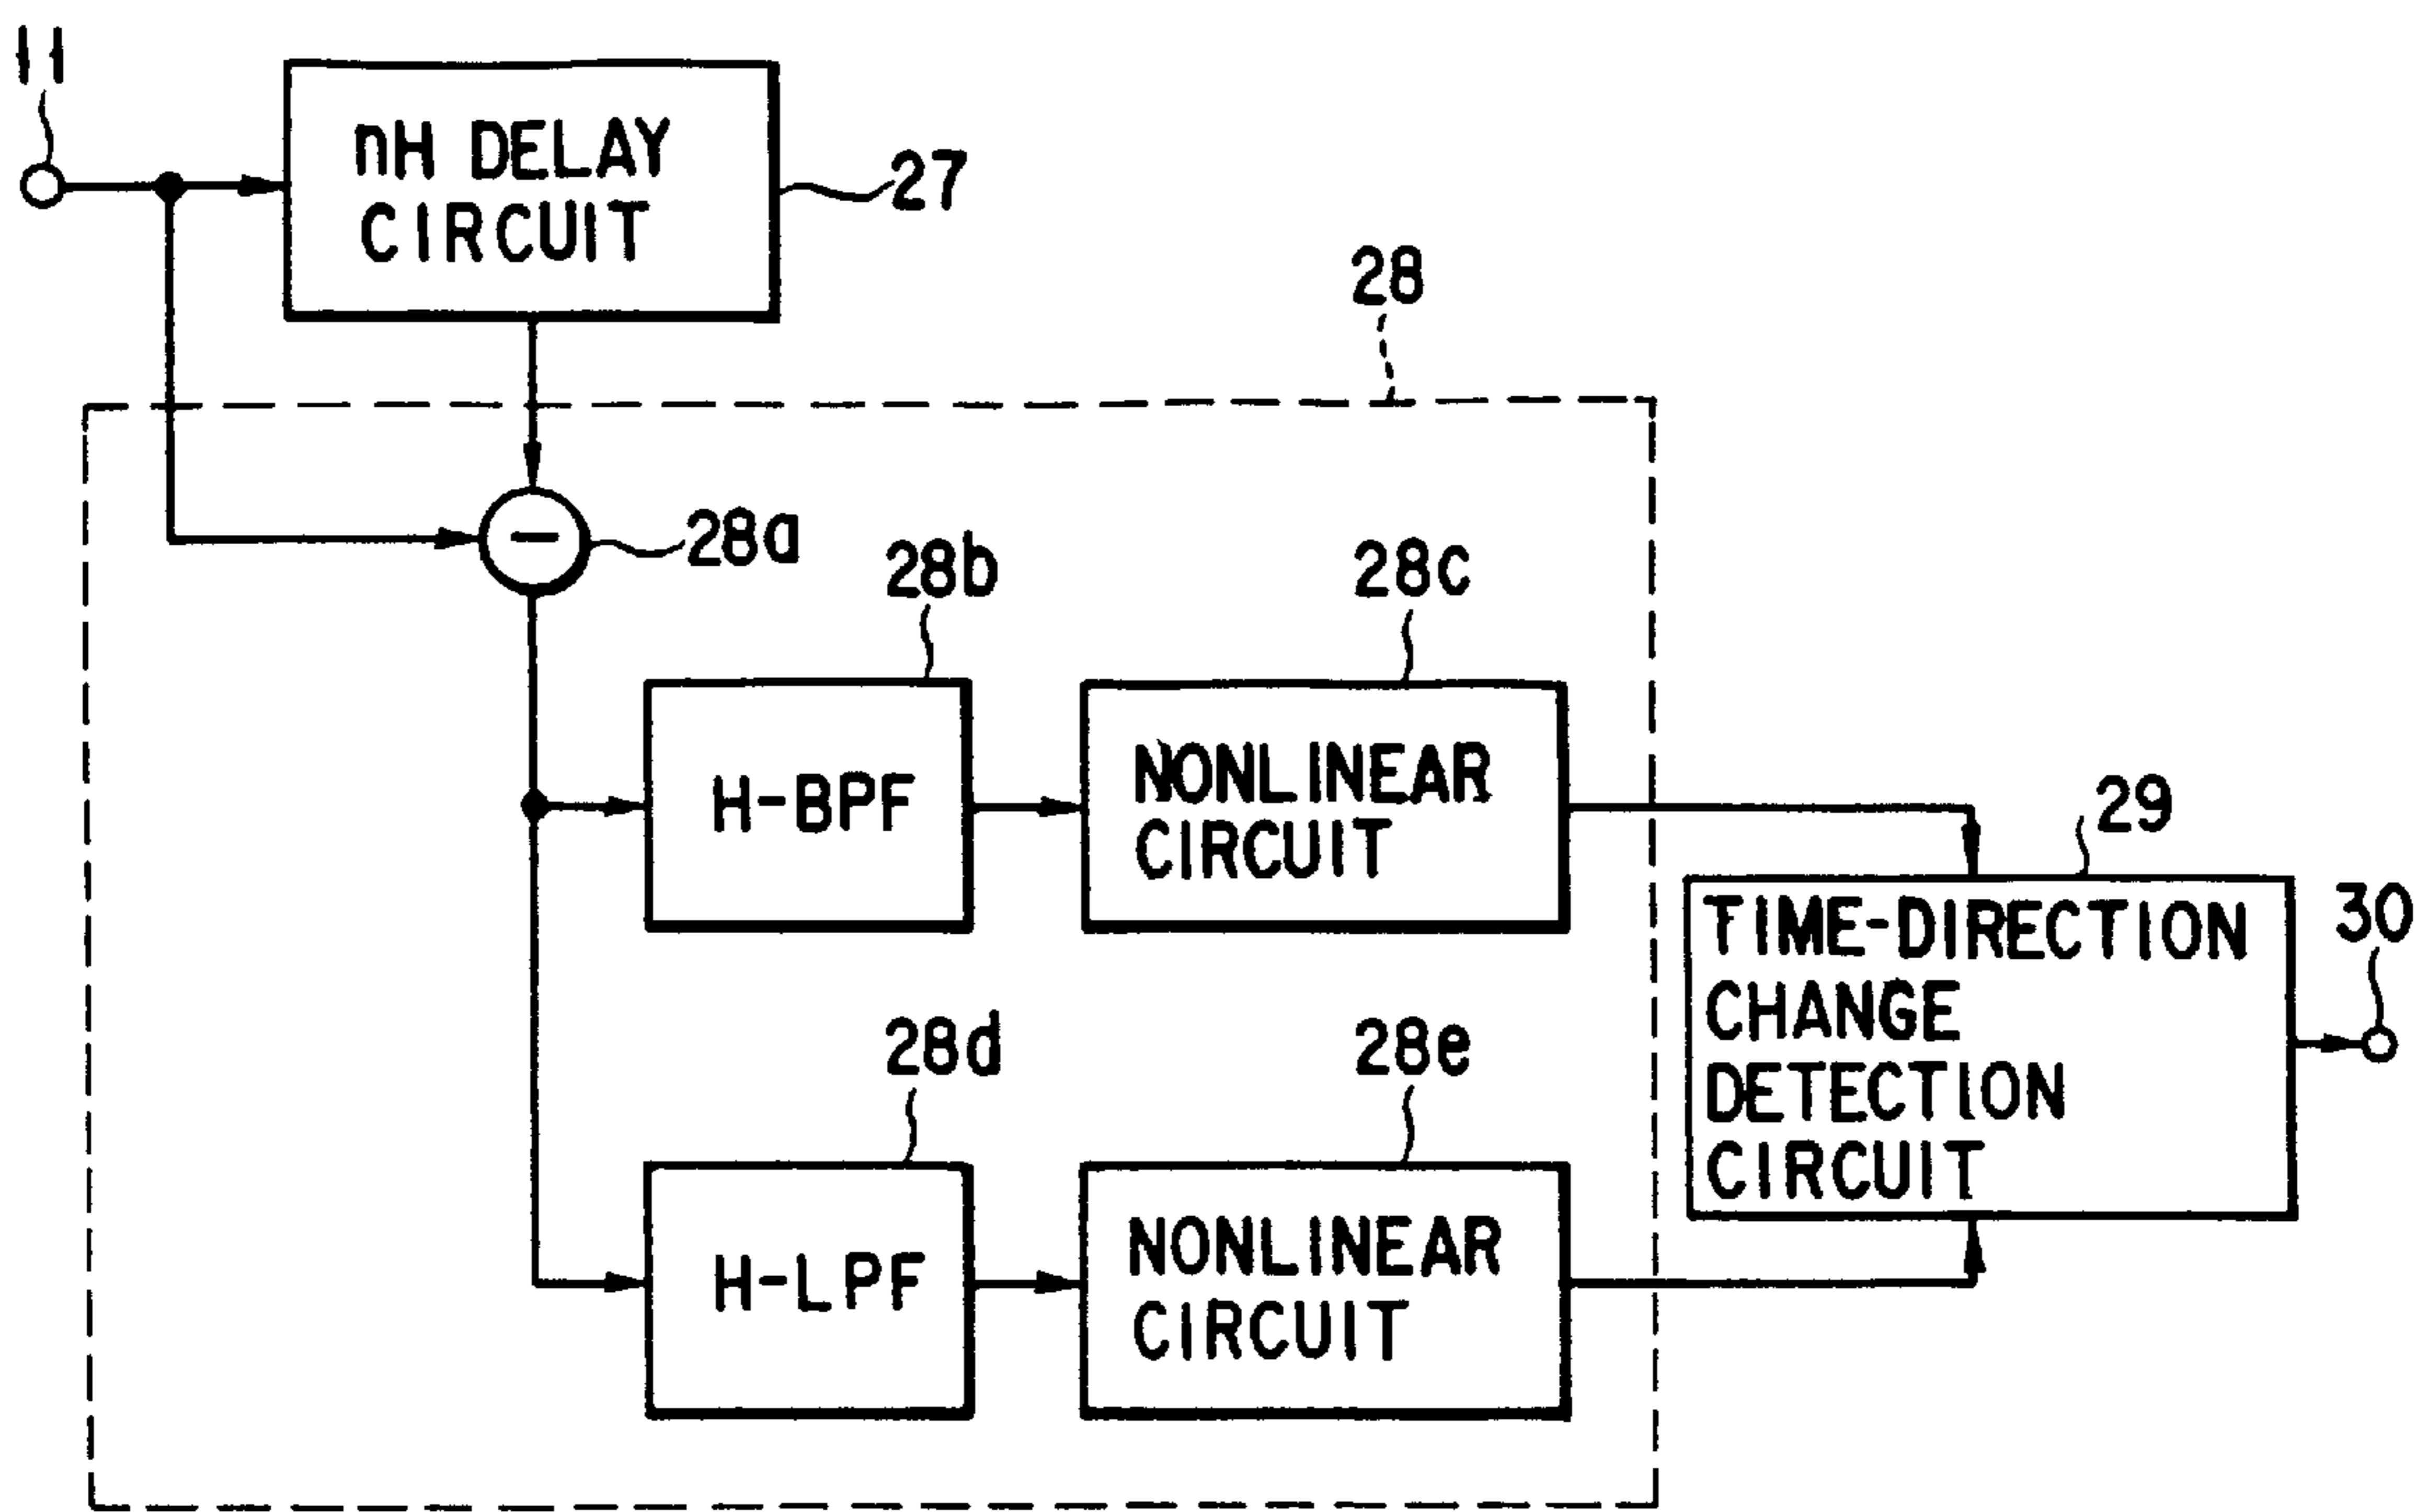 11
nH DELAY
CIRCUIT
27
28
28a
28b
28c
H-BPF
NONLINEAR
CIRCUIT
29
TIME-DIRECTION
CHANGE
DETECTION
CIRCUIT
30
28d
28e
H-LPF
NONLINEAR
CIRCUIT